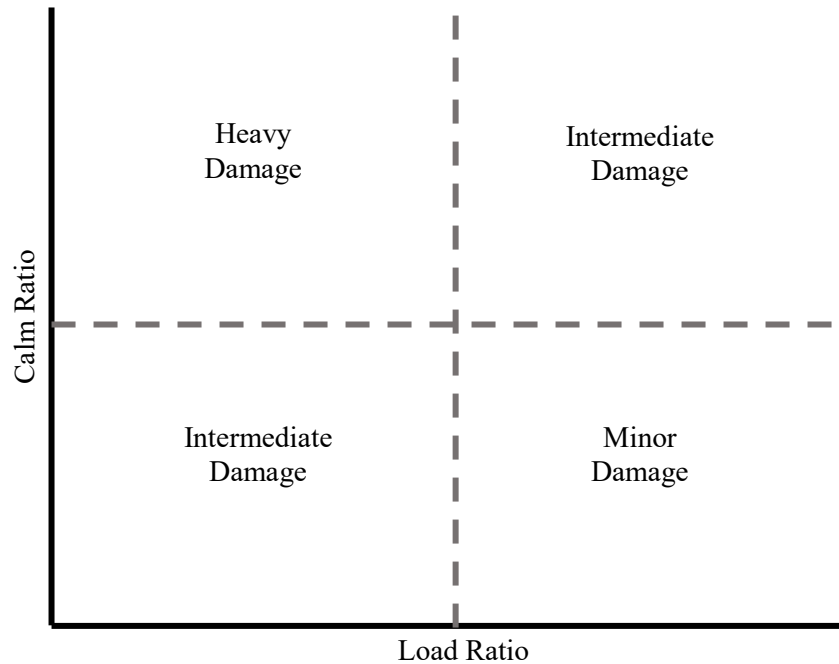 Heavy
Damage
Intermediate
Damage
Calm Ratio
Intermediate
Damage
Minor
Damage
Load Ratio